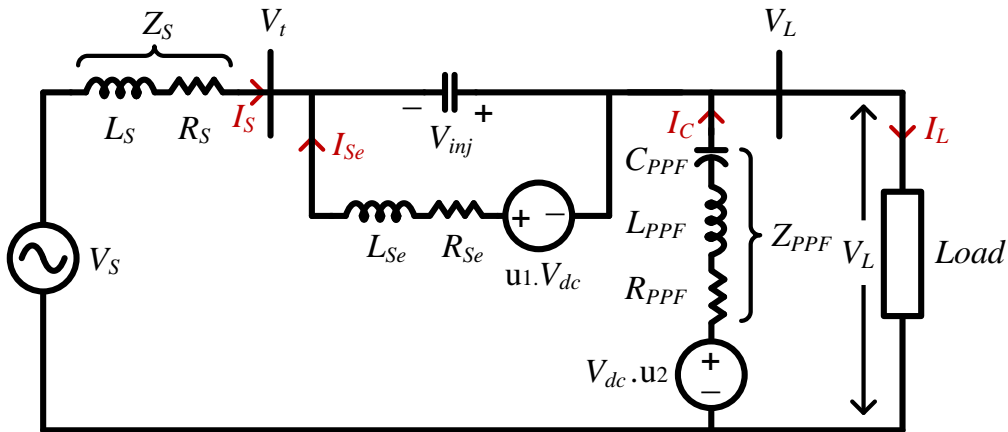 Z_S
V_t
V_L
L_S
R_S
I_S
−
+
V_inj
I_Se
I_C
I_L
C_PPF
L_Se
R_Se
+
−
u1.V_dc
V_S
L_PPF
Z_PPF
R_PPF
V_L
Load
V_dc.u2
+
−